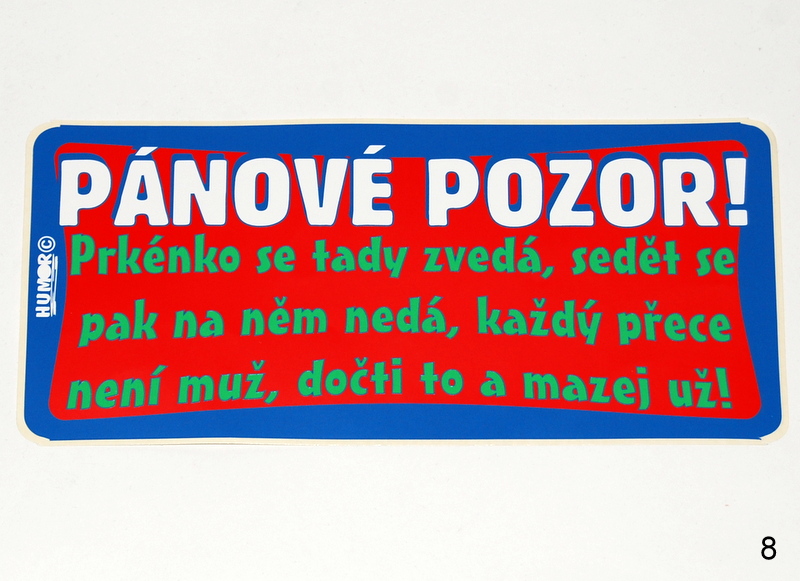 PÁNOVÉ POZOR!
Prkénko se tady zvedá, sedět se
pak na něm nedá, každý přece
není muž, dočti to a mazej už!
HUMOR ©
8